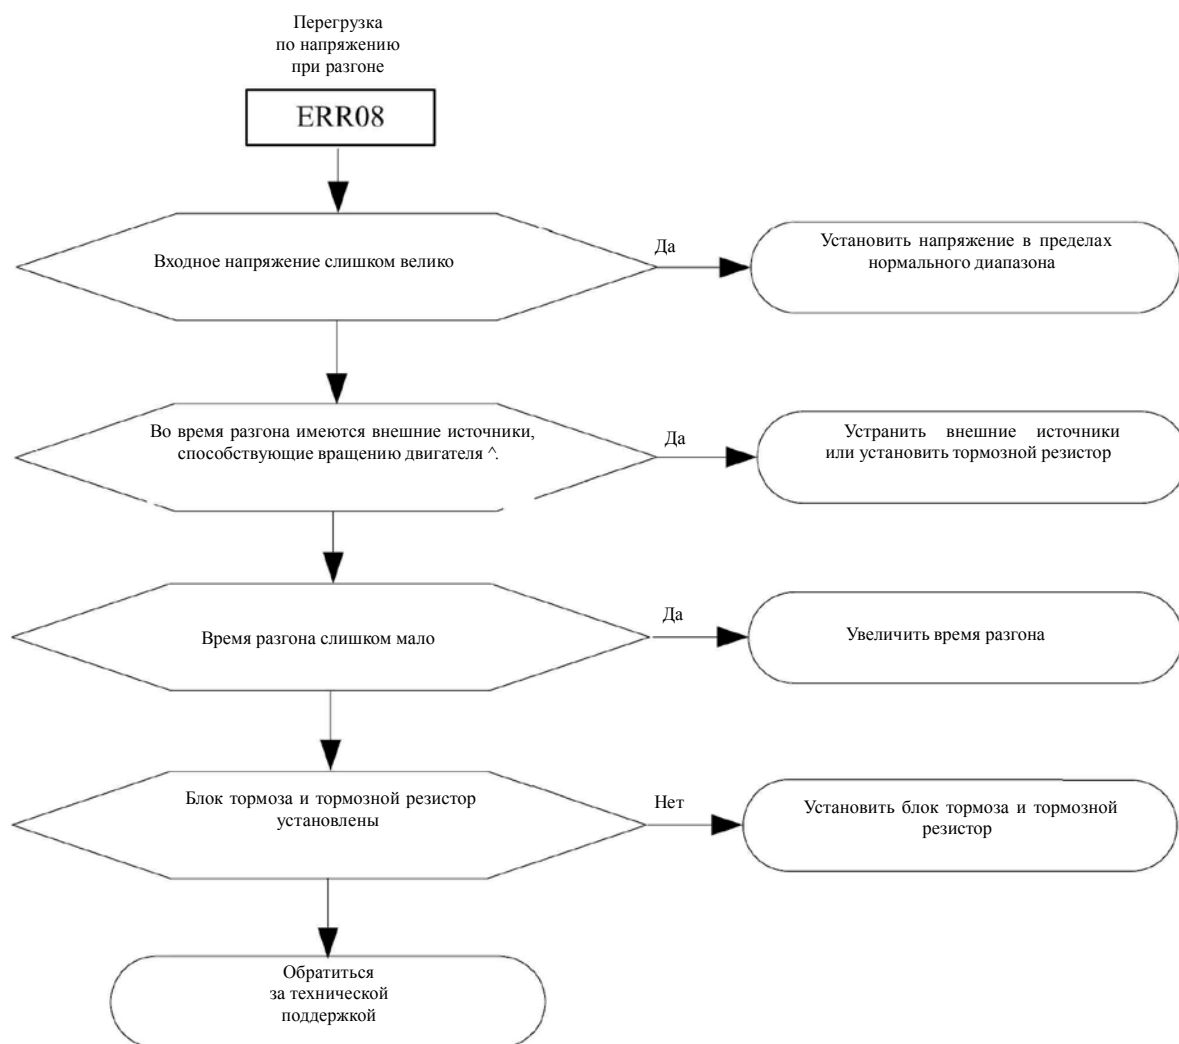 Перегрузка
по напряжению
при разгоне
ERR08
Входное напряжение слишком велико
Да
Установить напряжение в пределах
нормального диапазона
Во время разгона имеются внешние источники,
способствующие вращению двигателя ^.
Да
Устранить внешние источники
или установить тормозной резистор
Время разгона слишком мало
Да
Увеличить время разгона
Блок тормоза и тормозной резистор
установлены
Нет
Установить блок тормоза и тормозной
резистор
Обратиться
за технической
поддержкой